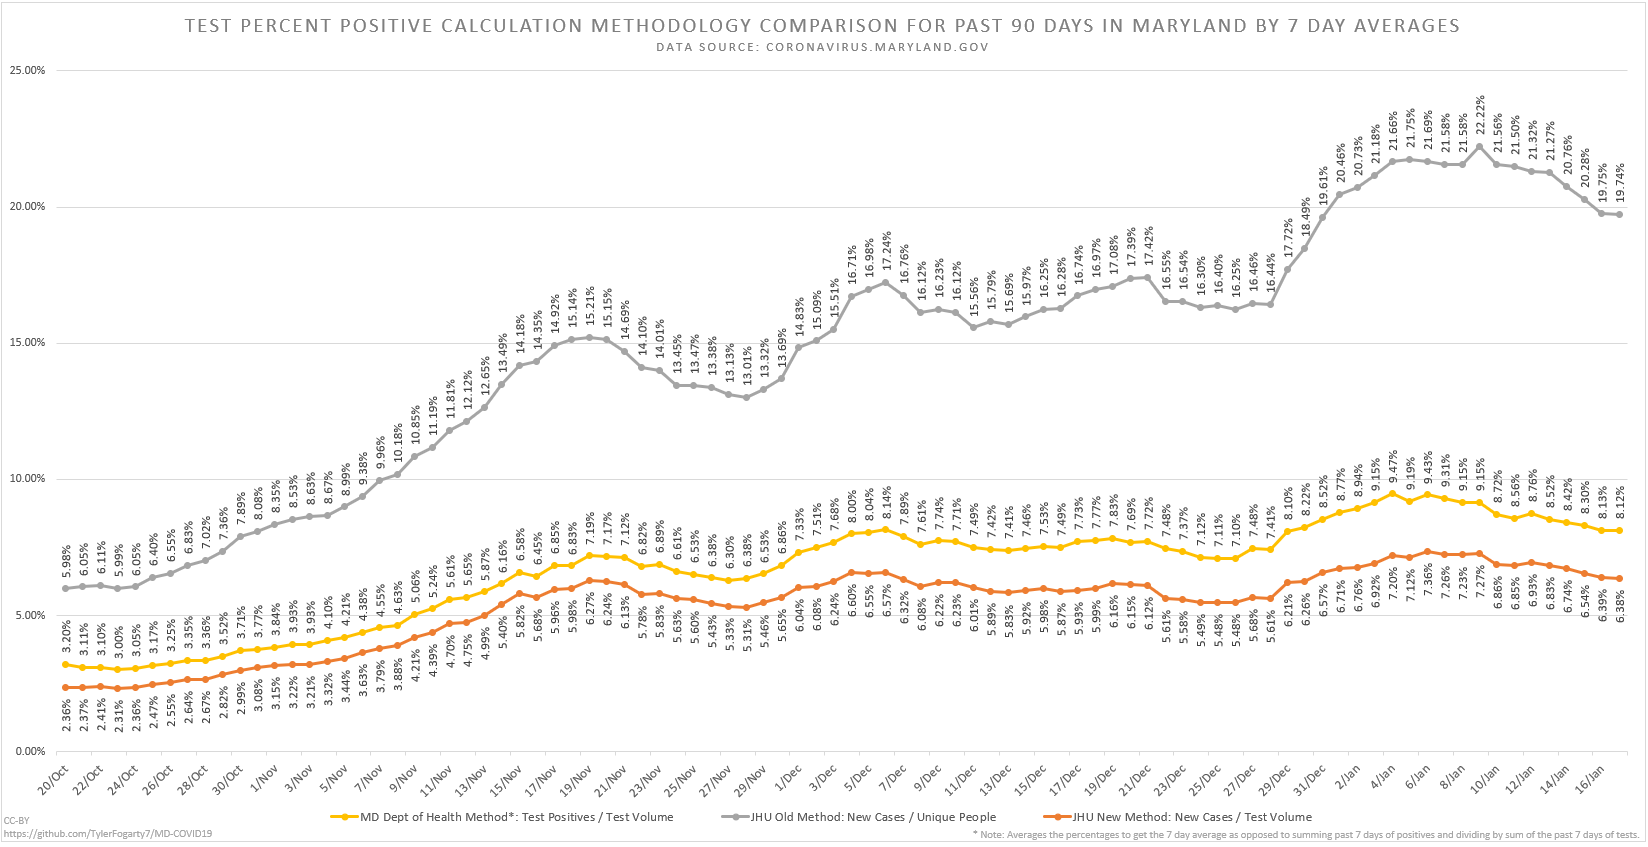 TEST PERCENT POSITIVE CALCULATION METHODOLOGY COMPARISON FOR PAST 90 DAYS IN MARYLAND BY 7 DAY AVERAGES
DATA SOURCE: CORONAVIRUS.MARYLAND.GOV
25.00%
20.00%
15.00%
10.00%
5.00%
0.00%
5.98% 6.05% 6.11% 5.99% 6.05% 6.40% 6.55% 6.83% 7.02% 7.36% 7.89% 8.08% 8.35% 8.53% 8.63% 8.67% 8.99% 9.38% 9.96% 10.18% 10.85% 11.19% 11.81% 12.12% 12.65% 13.49% 14.18% 14.35% 14.92% 15.14% 15.21% 15.15% 14.69% 14.10% 14.01% 13.45% 13.47% 13.38% 13.13% 13.01% 13.32% 13.69% 14.83% 15.09% 15.51% 16.71% 16.98% 17.24% 16.76% 16.12% 16.23% 16.12% 15.56% 15.79% 15.69% 15.97% 16.25% 16.28% 16.74% 16.97% 17.08% 17.39% 17.42% 16.55% 16.54% 16.30% 16.40% 16.25% 16.46% 16.44% 17.72% 18.49% 19.61% 20.46% 20.73% 21.18% 21.66% 21.75% 21.69% 21.58% 21.58% 22.22% 21.56% 21.50% 21.32% 21.27% 20.76% 20.28% 19.75% 19.74%
3.20% 3.11% 3.10% 3.00% 3.05% 3.17% 3.25% 3.35% 3.36% 3.52% 3.71% 3.77% 3.84% 3.93% 3.93% 4.10% 4.21% 4.38% 4.55% 4.63% 5.06% 5.24% 5.61% 5.65% 5.87% 6.16% 6.58% 6.45% 6.85% 6.83% 7.19% 7.17% 7.12% 6.82% 6.89% 6.61% 6.53% 6.38% 6.30% 6.38% 6.53% 6.86% 7.33% 7.51% 7.68% 8.00% 8.04% 8.14% 7.89% 7.61% 7.74% 7.71% 7.49% 7.42% 7.41% 7.46% 7.53% 7.49% 7.73% 7.77% 7.83% 7.69% 7.72% 7.48% 7.37% 7.12% 7.11% 7.10% 7.48% 7.41% 8.10% 8.22% 8.52% 8.77% 8.94% 9.15% 9.47% 9.19% 9.43% 9.31% 9.15% 9.15% 8.72% 8.56% 8.76% 8.52% 8.42% 8.30% 8.13% 8.12%
2.36% 2.37% 2.41% 2.31% 2.36% 2.47% 2.55% 2.64% 2.67% 2.82% 2.99% 3.08% 3.15% 3.22% 3.21% 3.32% 3.44% 3.63% 3.79% 3.88% 4.21% 4.39% 4.70% 4.75% 4.99% 5.40% 5.82% 5.68% 5.96% 5.98% 6.27% 6.24% 6.13% 5.78% 5.83% 5.63% 5.60% 5.43% 5.33% 5.31% 5.46% 5.65% 6.04% 6.08% 6.24% 6.60% 6.55% 6.57% 6.32% 6.08% 6.22% 6.23% 6.01% 5.89% 5.83% 5.92% 5.98% 5.87% 5.93% 5.99% 6.16% 6.15% 6.12% 5.61% 5.58% 5.49% 5.48% 5.48% 5.68% 5.61% 6.21% 6.26% 6.57% 6.71% 6.76% 6.92% 7.20% 7.12% 7.36% 7.26% 7.23% 7.27% 6.86% 6.85% 6.93% 6.83% 6.74% 6.54% 6.39% 6.38%
20/Oct 22/Oct 24/Oct 26/Oct 28/Oct 30/Oct 1/Nov 3/Nov 5/Nov 7/Nov 9/Nov 11/Nov 13/Nov 15/Nov 17/Nov 19/Nov 21/Nov 23/Nov 25/Nov 27/Nov 29/Nov 1/Dec 3/Dec 5/Dec 7/Dec 9/Dec 11/Dec 13/Dec 15/Dec 17/Dec 19/Dec 21/Dec 23/Dec 25/Dec 27/Dec 29/Dec 31/Dec 2/Jan 4/Jan 6/Jan 8/Jan 10/Jan 12/Jan 14/Jan 16/Jan
MD Dept of Health Method*: Test Positives / Test Volume
JHU Old Method: New Cases / Unique People
JHU New Method: New Cases / Test Volume
CC-BY
https://github.com/TylerFogarty7/MD-COVID19
* Note: Averages the percentages to get the 7 day average as opposed to summing past 7 days of positives and dividing by sum of the past 7 days of tests.